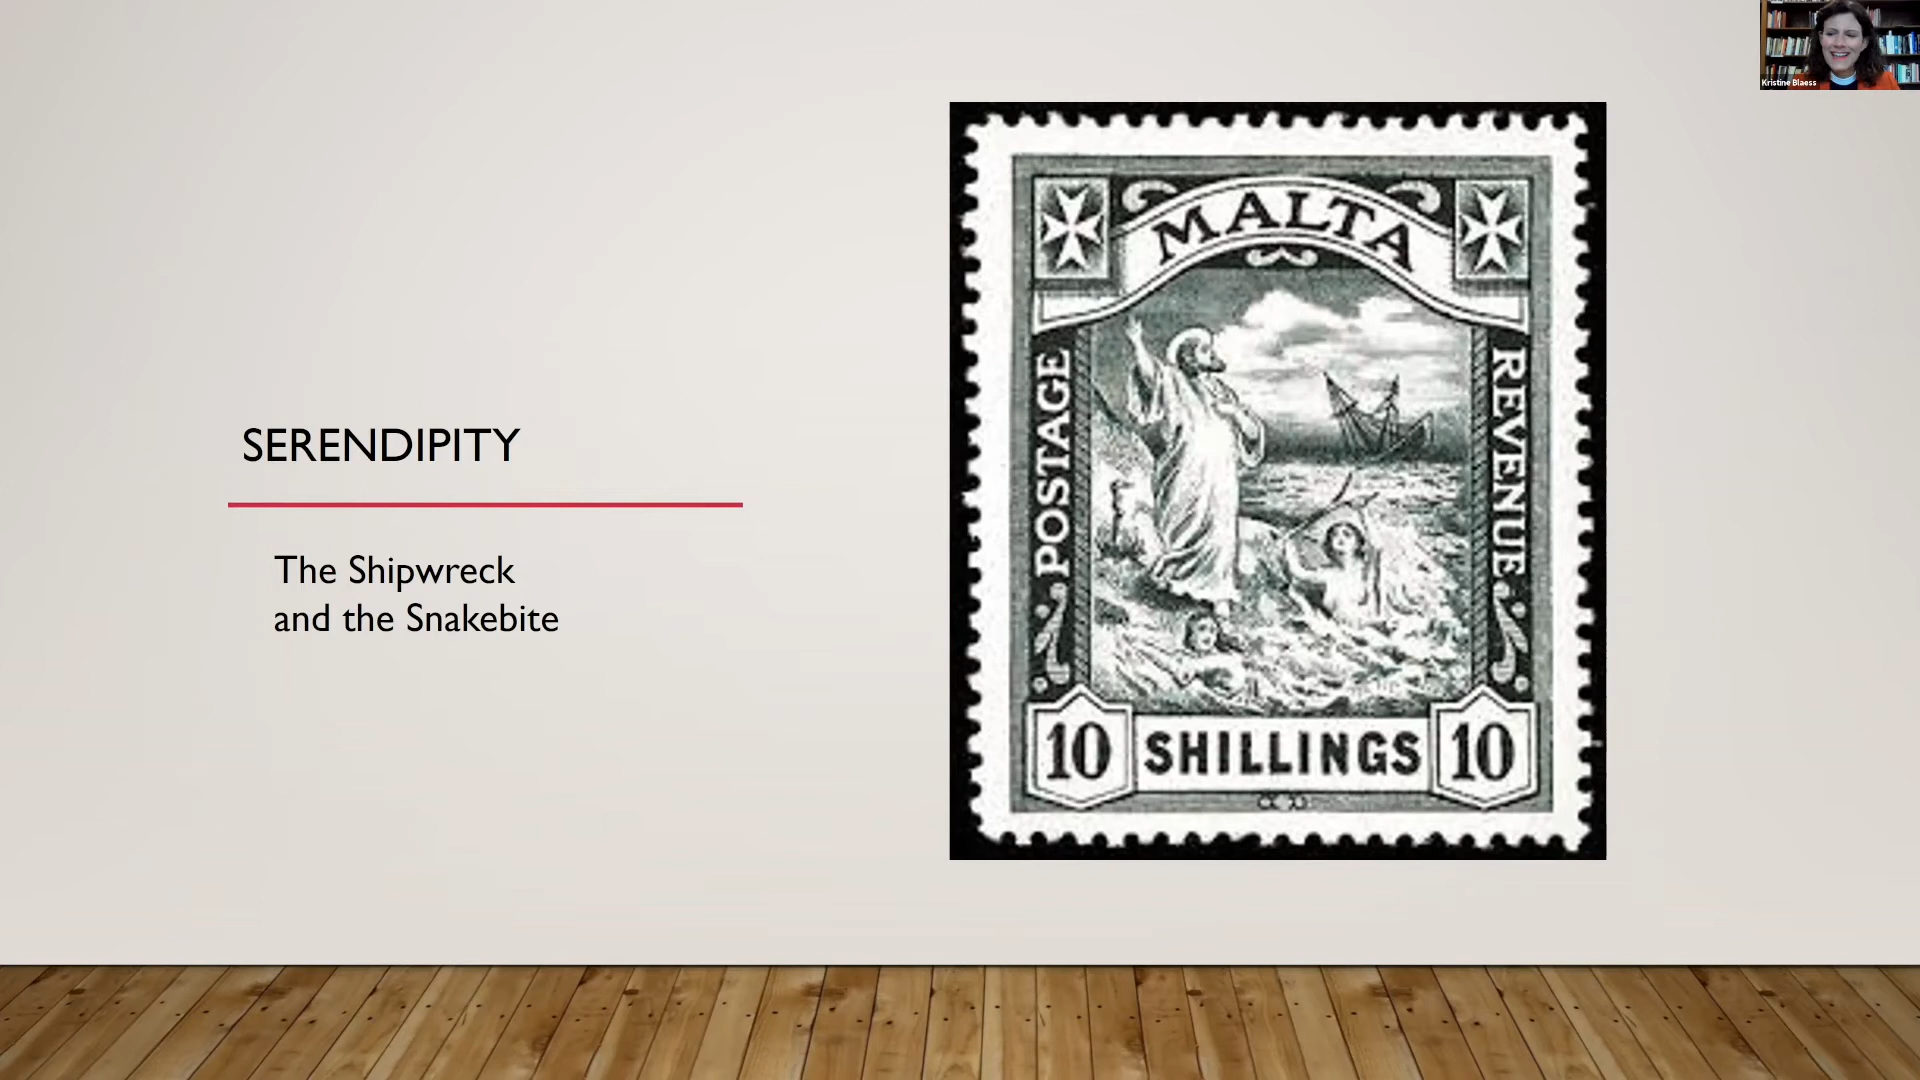 Kristine Blaess
SERENDIPITY
The Shipwreck
and the Snakebite
MALTA
POSTAGE
REVENUE
10 SHILLINGS 10